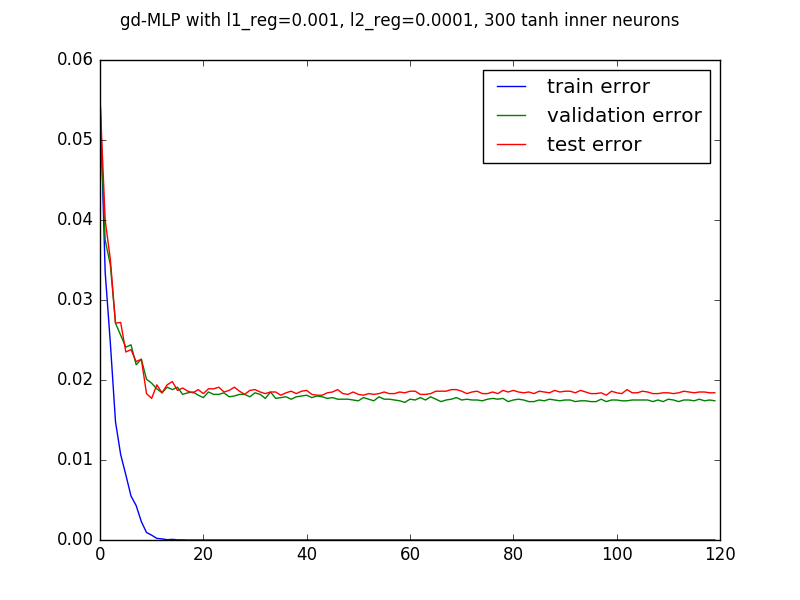 gd-MLP with l1_reg=0.001, l2_reg=0.0001, 300 tanh inner neurons
0.06
0.05
0.04
0.03
0.02
0.01
0.00
train error
validation error
test error
0 20 40 60 80 100 120